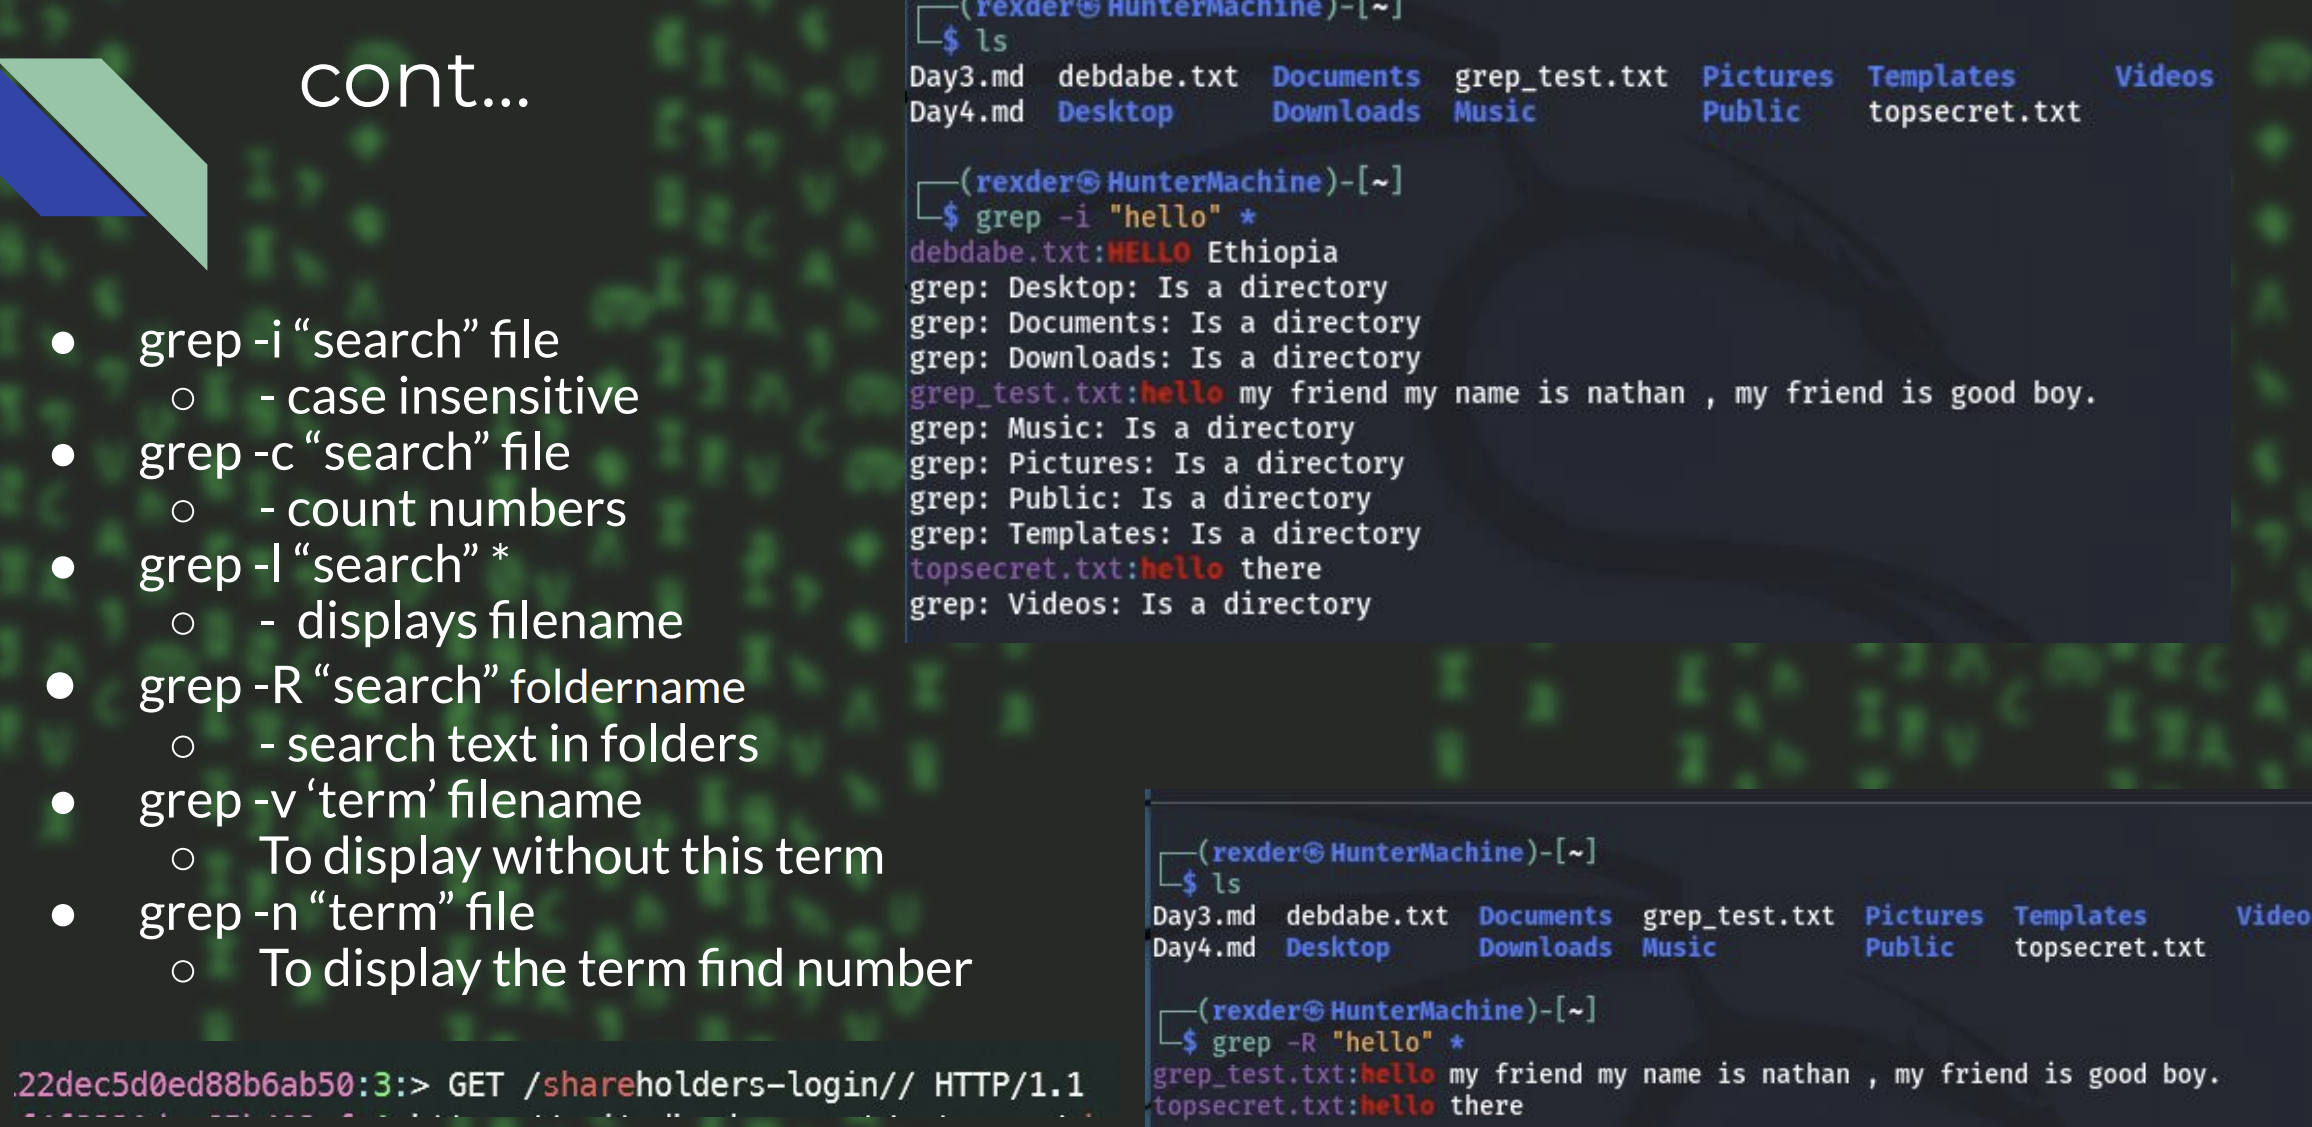 cont...
● grep -i “search” file
○ - case insensitive
● grep -c “search” file
○ - count numbers
● grep -l “search” *
○ - displays filename
● grep -R “search” foldername
○ - search text in folders
● grep -v ‘term’ filename
○ To display without this term
● grep -n “term” file
○ To display the term find number
.22dec5d0ed88b6ab50:3:> GET /shareholders-login// HTTP/1.1
┌──(rexder㉿HunterMachine)-[~]
└─$ ls
Day3.md debdabe.txt Documents grep_test.txt Pictures Templates Videos
Day4.md Desktop Downloads Music Public topsecret.txt
┌──(rexder㉿HunterMachine)-[~]
└─$ grep -i "hello" *
debdabe.txt:HELLO Ethiopia
grep: Desktop: Is a directory
grep: Documents: Is a directory
grep: Downloads: Is a directory
grep_test.txt:hello my friend my name is nathan , my friend is good boy.
grep: Music: Is a directory
grep: Pictures: Is a directory
grep: Public: Is a directory
grep: Templates: Is a directory
topsecret.txt:hello there
grep: Videos: Is a directory
┌──(rexder㉿HunterMachine)-[~]
└─$ ls
Day3.md debdabe.txt Documents grep_test.txt Pictures Templates Video
Day4.md Desktop Downloads Music Public topsecret.txt
┌──(rexder㉿HunterMachine)-[~]
└─$ grep -R "hello" *
grep_test.txt:hello my friend my name is nathan , my friend is good boy.
topsecret.txt:hello there